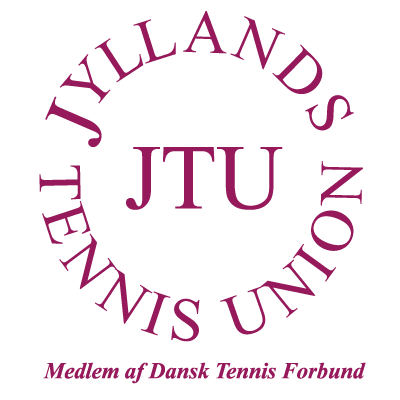 JYLLANDS
JTU
TENNIS UNION
Medlem af Dansk Tennis Forbund